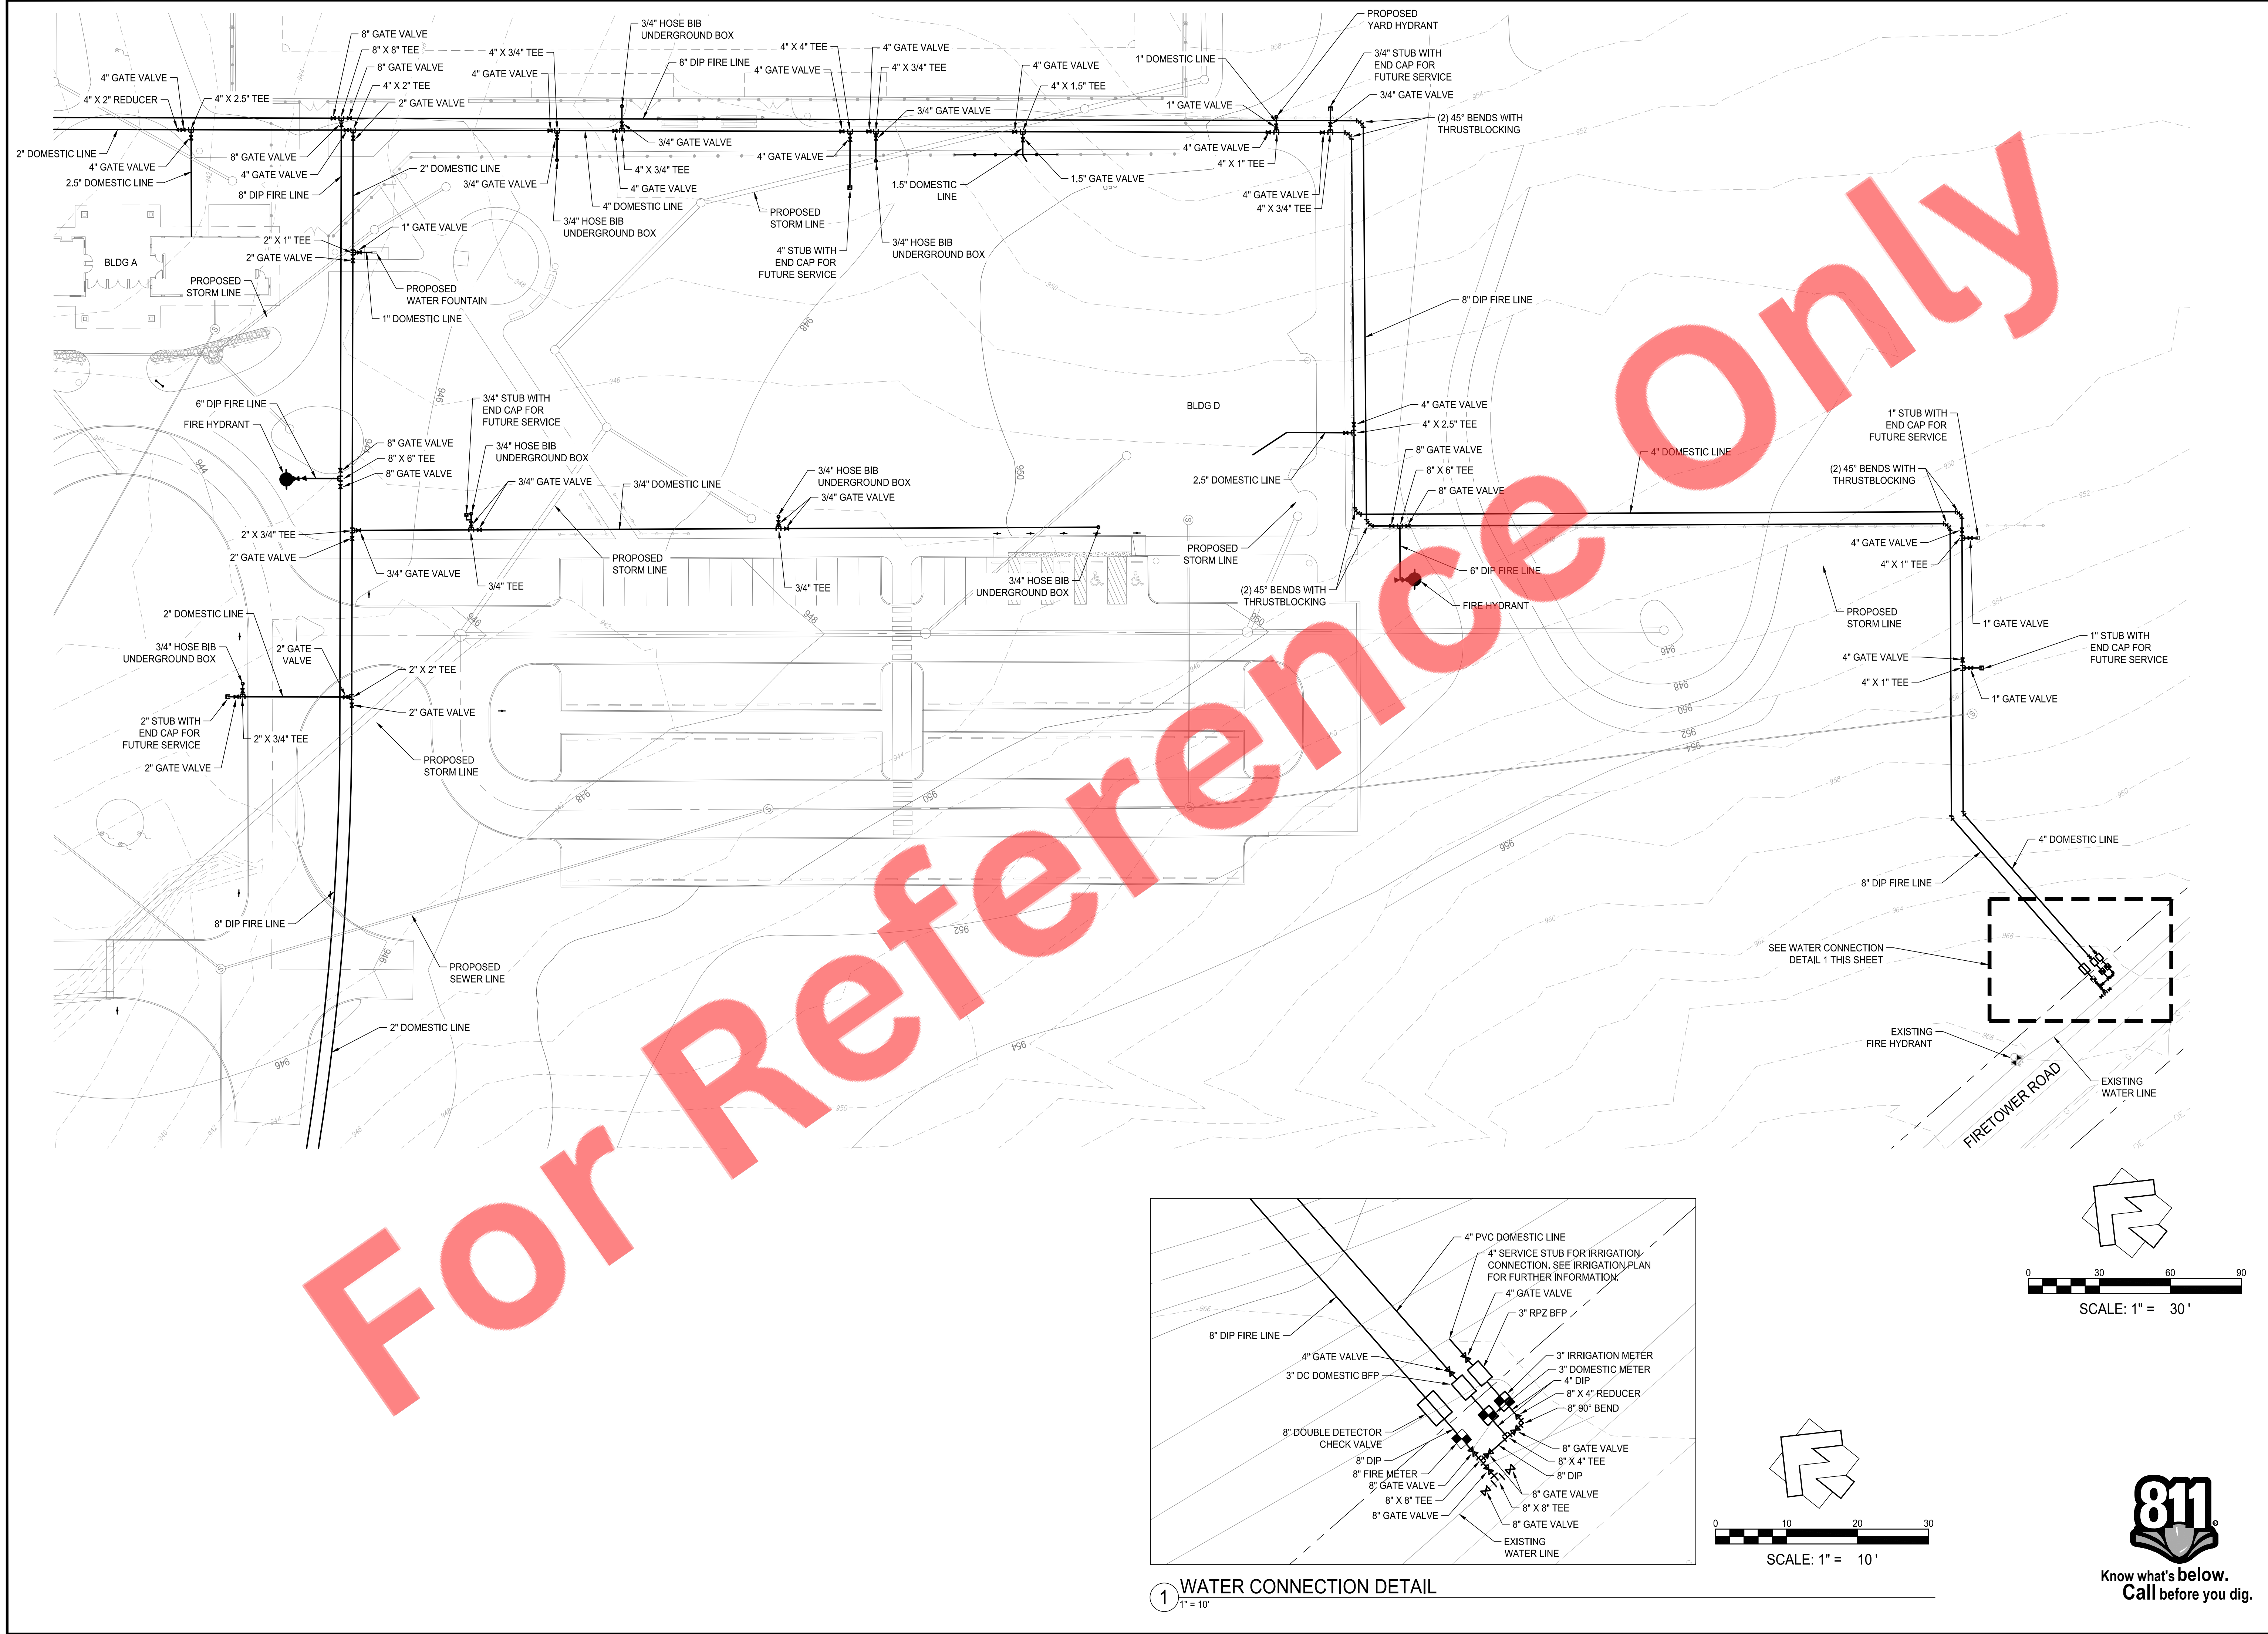 8" GATE VALVE
8" X 8" TEE
8" GATE VALVE
4" X 2" TEE
2" GATE VALVE
4" GATE VALVE
4" X 2" REDUCER
4" X 2.5" TEE
2" DOMESTIC LINE
4" GATE VALVE
2.5" DOMESTIC LINE
8" GATE VALVE
4" GATE VALVE
8" DIP FIRE LINE
2" DOMESTIC LINE
3/4" HOSE BIB
UNDERGROUND BOX
4" X 3/4" TEE
4" GATE VALVE
8" DIP FIRE LINE
3/4" GATE VALVE
3/4" GATE VALVE
4" X 3/4" TEE
4" GATE VALVE
4" DOMESTIC LINE
3/4" HOSE BIB
UNDERGROUND BOX
4" X 4" TEE
4" GATE VALVE
4" GATE VALVE
4" X 3/4" TEE
3/4" GATE VALVE
4" GATE VALVE
PROPOSED
STORM LINE
4" STUB WITH
END CAP FOR
FUTURE SERVICE
3/4" HOSE BIB
UNDERGROUND BOX
4" GATE VALVE
4" X 1.5" TEE
1.5" DOMESTIC
LINE
1.5" GATE VALVE
PROPOSED
YARD HYDRANT
1" DOMESTIC LINE
3/4" STUB WITH
END CAP FOR
FUTURE SERVICE
1" GATE VALVE
3/4" GATE VALVE
(2) 45° BENDS WITH
THRUSTBLOCKING
4" GATE VALVE
4" X 1" TEE
4" GATE VALVE
4" X 3/4" TEE
BLDG A
2" X 1" TEE
2" GATE VALVE
1" GATE VALVE
PROPOSED
STORM LINE
PROPOSED
WATER FOUNTAIN
1" DOMESTIC LINE
8" DIP FIRE LINE
6" DIP FIRE LINE
FIRE HYDRANT
8" GATE VALVE
8" X 6" TEE
8" GATE VALVE
3/4" STUB WITH
END CAP FOR
FUTURE SERVICE
3/4" HOSE BIB
UNDERGROUND BOX
3/4" GATE VALVE
3/4" DOMESTIC LINE
3/4" HOSE BIB
UNDERGROUND BOX
3/4" GATE VALVE
BLDG D
4" GATE VALVE
4" X 2.5" TEE
8" GATE VALVE
8" X 6" TEE
8" GATE VALVE
2.5" DOMESTIC LINE
4" DOMESTIC LINE
1" STUB WITH
END CAP FOR
FUTURE SERVICE
(2) 45° BENDS WITH
THRUSTBLOCKING
2" X 3/4" TEE
2" GATE VALVE
3/4" GATE VALVE
3/4" TEE
PROPOSED
STORM LINE
3/4" TEE
3/4" HOSE BIB
UNDERGROUND BOX
PROPOSED
STORM LINE
(2) 45° BENDS WITH
THRUSTBLOCKING
6" DIP FIRE LINE
FIRE HYDRANT
4" GATE VALVE
4" X 1" TEE
PROPOSED
STORM LINE
1" GATE VALVE
1" STUB WITH
END CAP FOR
FUTURE SERVICE
4" GATE VALVE
4" X 1" TEE
1" GATE VALVE
2" DOMESTIC LINE
3/4" HOSE BIB
UNDERGROUND BOX
2" GATE
VALVE
2" X 2" TEE
2" GATE VALVE
2" STUB WITH
END CAP FOR
FUTURE SERVICE
2" X 3/4" TEE
2" GATE VALVE
PROPOSED
STORM LINE
8" DIP FIRE LINE
PROPOSED
SEWER LINE
2" DOMESTIC LINE
4" DOMESTIC LINE
8" DIP FIRE LINE
SEE WATER CONNECTION
DETAIL 1 THIS SHEET
EXISTING
FIRE HYDRANT
EXISTING
WATER LINE
FIRETOWER ROAD
For Reference Only
944
946
948
950
952
954
956
4" PVC DOMESTIC LINE
4" SERVICE STUB FOR IRRIGATION
CONNECTION. SEE IRRIGATION PLAN
FOR FURTHER INFORMATION.
4" GATE VALVE
3" RPZ BFP
966
8" DIP FIRE LINE
4" GATE VALVE
3" DC DOMESTIC BFP
3" IRRIGATION METER
3" DOMESTIC METER
4" DIP
8" X 4" REDUCER
8" 90° BEND
8" DOUBLE DETECTOR
CHECK VALVE
8" DIP
8" FIRE METER
8" GATE VALVE
8" X 8" TEE
8" GATE VALVE
8" GATE VALVE
8" X 4" TEE
8" DIP
8" GATE VALVE
8" X 8" TEE
8" GATE VALVE
EXISTING
WATER LINE
1 WATER CONNECTION DETAIL
1" = 10'
0 30 60 90
SCALE: 1" = 30 '
0 10 20 30
SCALE: 1" = 10 '
811
Know what's below.
Call before you dig.